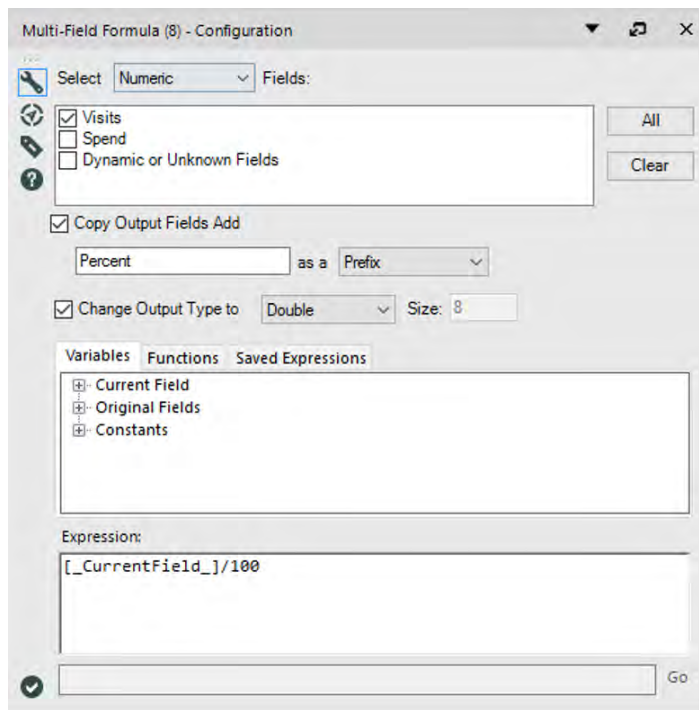 Multi-Field Formula (8) - Configuration
Select Numeric Fields:
Visits
Spend
Dynamic or Unknown Fields
All
Clear
Copy Output Fields Add
Percent as a Prefix
Change Output Type to Double Size: 8
Variables Functions Saved Expressions
Current Field
Original Fields
Constants
Expression:
[_CurrentField_]/100
Go